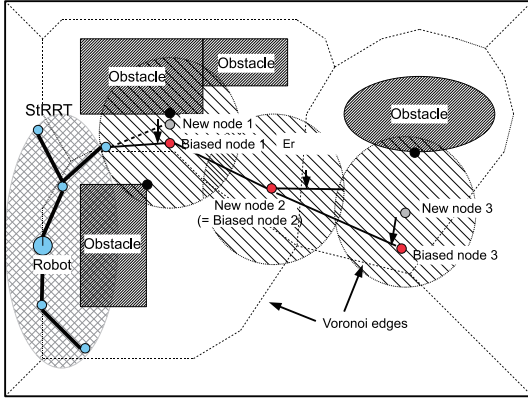 Obstacle
Obstacle
StRRT
New node 1
Biased node 1
Er
Obstacle
New node 2
(= Biased node 2)
New node 3
Obstacle
Robot
Biased node 3
Voronoi edges